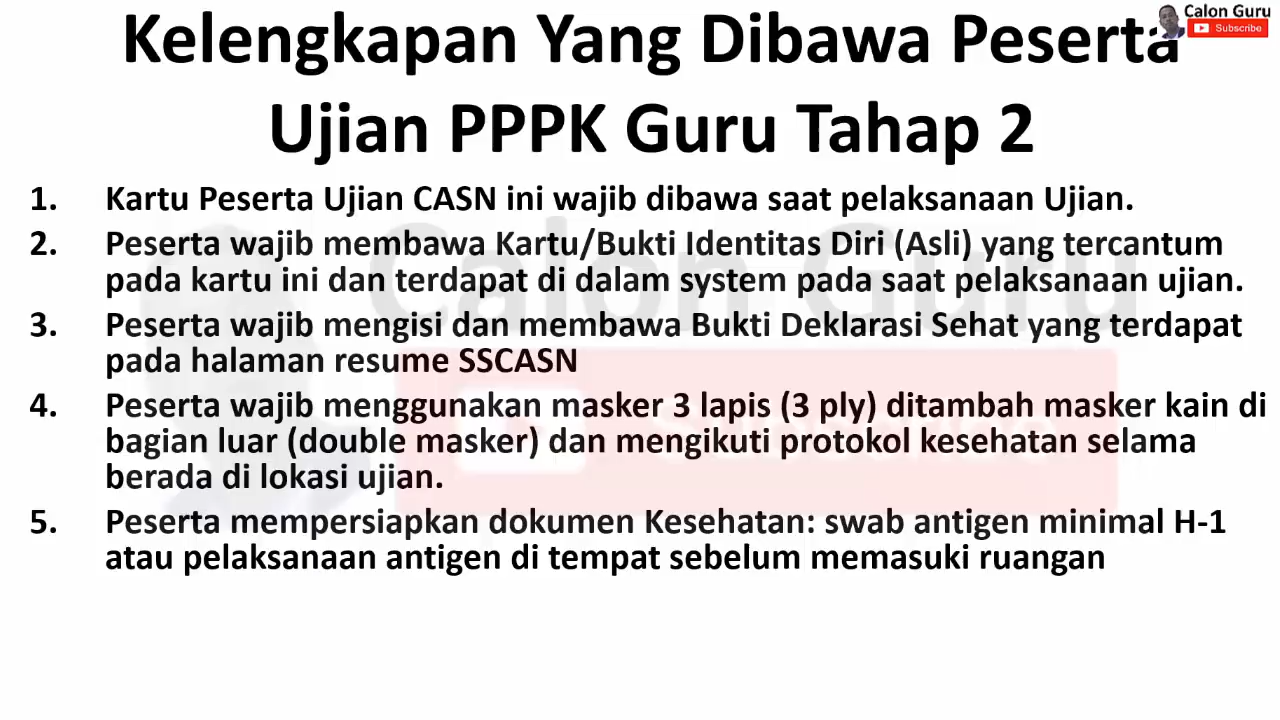 Calon Guru
Subscribe
Kelengkapan Yang Dibawa Peserta
Ujian PPPK Guru Tahap 2
1. Kartu Peserta Ujian CASN ini wajib dibawa saat pelaksanaan Ujian.
2. Peserta wajib membawa Kartu/Bukti Identitas Diri (Asli) yang tercantum
pada kartu ini dan terdapat di dalam system pada saat pelaksanaan ujian.
3. Peserta wajib mengisi dan membawa Bukti Deklarasi Sehat yang terdapat
pada halaman resume SSCASN
4. Peserta wajib menggunakan masker 3 lapis (3 ply) ditambah masker kain di
bagian luar (double masker) dan mengikuti protokol kesehatan selama
berada di lokasi ujian.
5. Peserta mempersiapkan dokumen Kesehatan: swab antigen minimal H-1
atau pelaksanaan antigen di tempat sebelum memasuki ruangan
Calon Guru
Subscribe